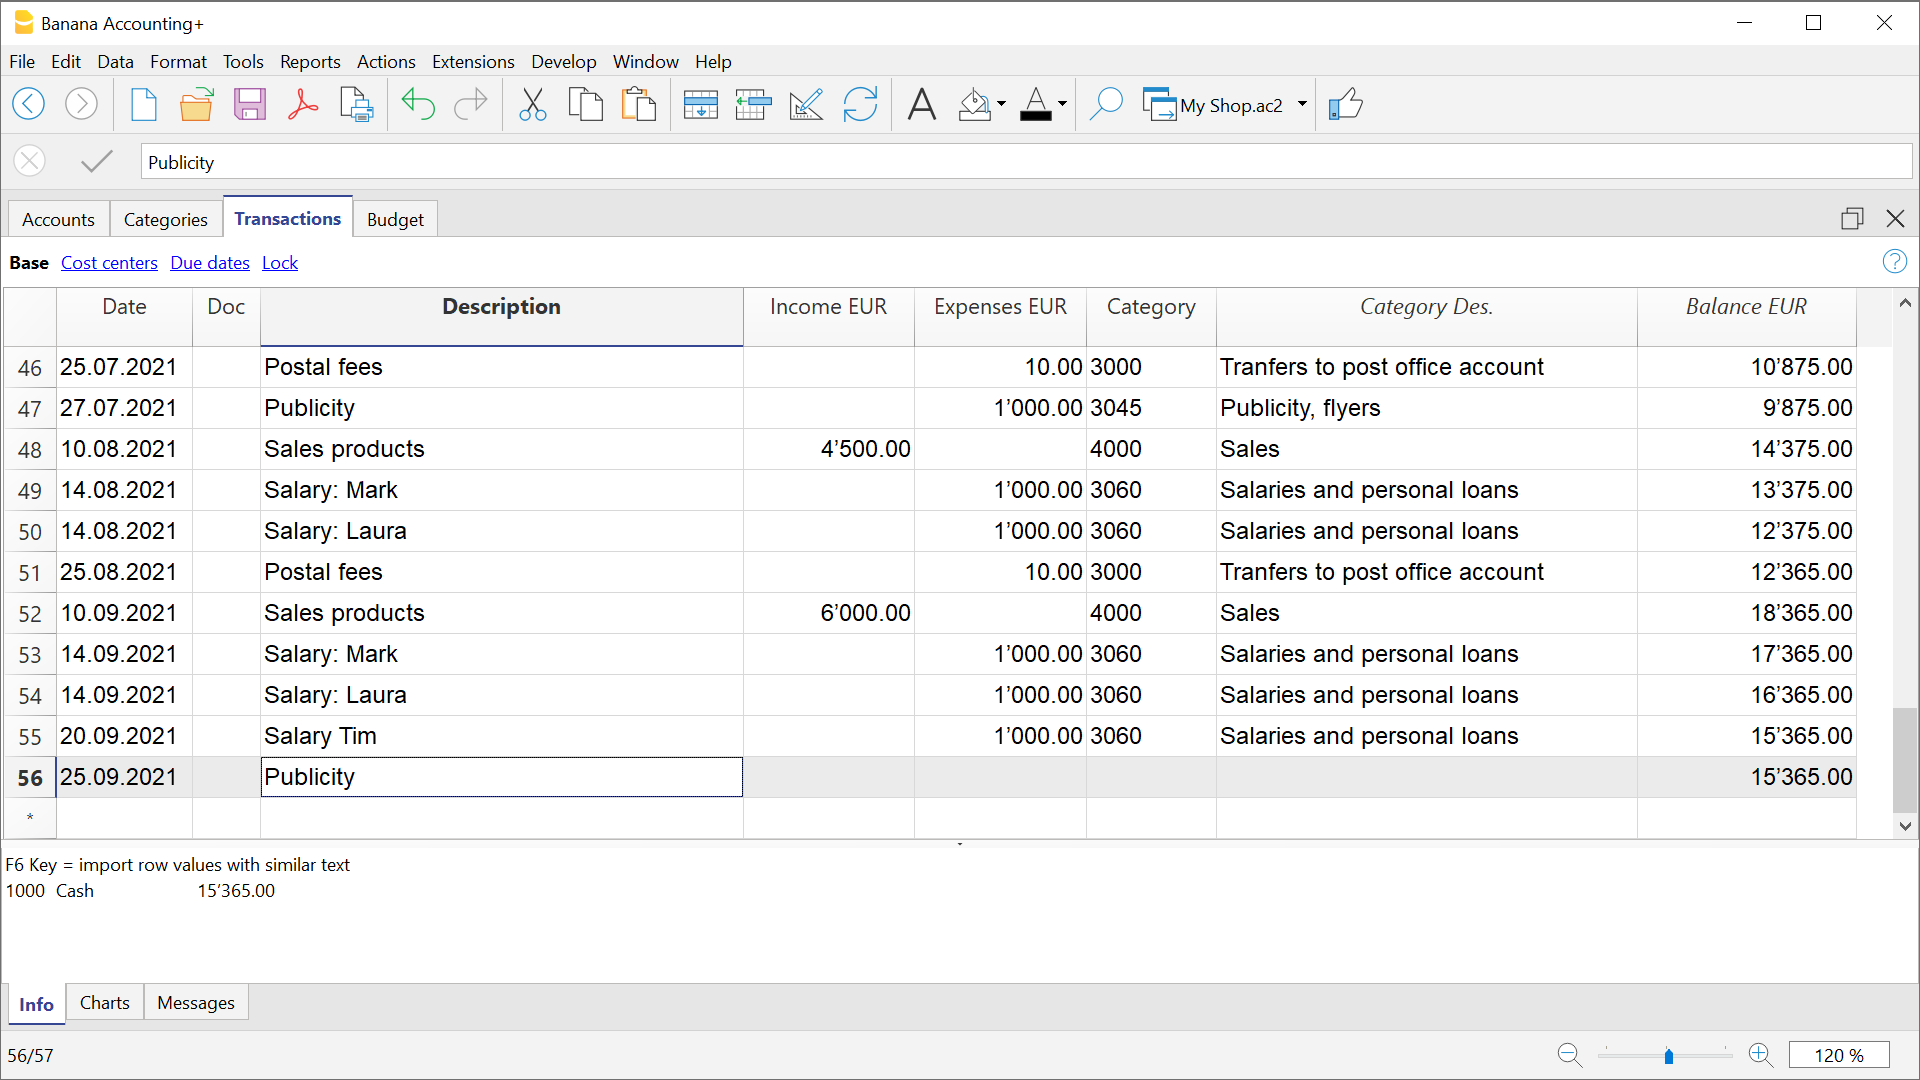 Banana Accounting+
File Edit Data Format Tools Reports Actions Extensions Develop Window Help
My Shop.ac2
Publicity
Accounts Categories Transactions Budget
Base Cost centers Due dates Lock
Date Doc Description Income EUR Expenses EUR Category Category Des. Balance EUR
46 25.07.2021 Postal fees 10.00 3000 Tranfers to post office account 10’875.00
47 27.07.2021 Publicity 1’000.00 3045 Publicity, flyers 9’875.00
48 10.08.2021 Sales products 4’500.00 4000 Sales 14’375.00
49 14.08.2021 Salary: Mark 1’000.00 3060 Salaries and personal loans 13’375.00
50 14.08.2021 Salary: Laura 1’000.00 3060 Salaries and personal loans 12’375.00
51 25.08.2021 Postal fees 10.00 3000 Tranfers to post office account 12’365.00
52 10.09.2021 Sales products 6’000.00 4000 Sales 18’365.00
53 14.09.2021 Salary: Mark 1’000.00 3060 Salaries and personal loans 17’365.00
54 14.09.2021 Salary: Laura 1’000.00 3060 Salaries and personal loans 16’365.00
55 20.09.2021 Salary Tim 1’000.00 3060 Salaries and personal loans 15’365.00
56 25.09.2021 Publicity 15’365.00
*
F6 Key = import row values with similar text
1000 Cash 15’365.00
Info Charts Messages
56/57
120 %